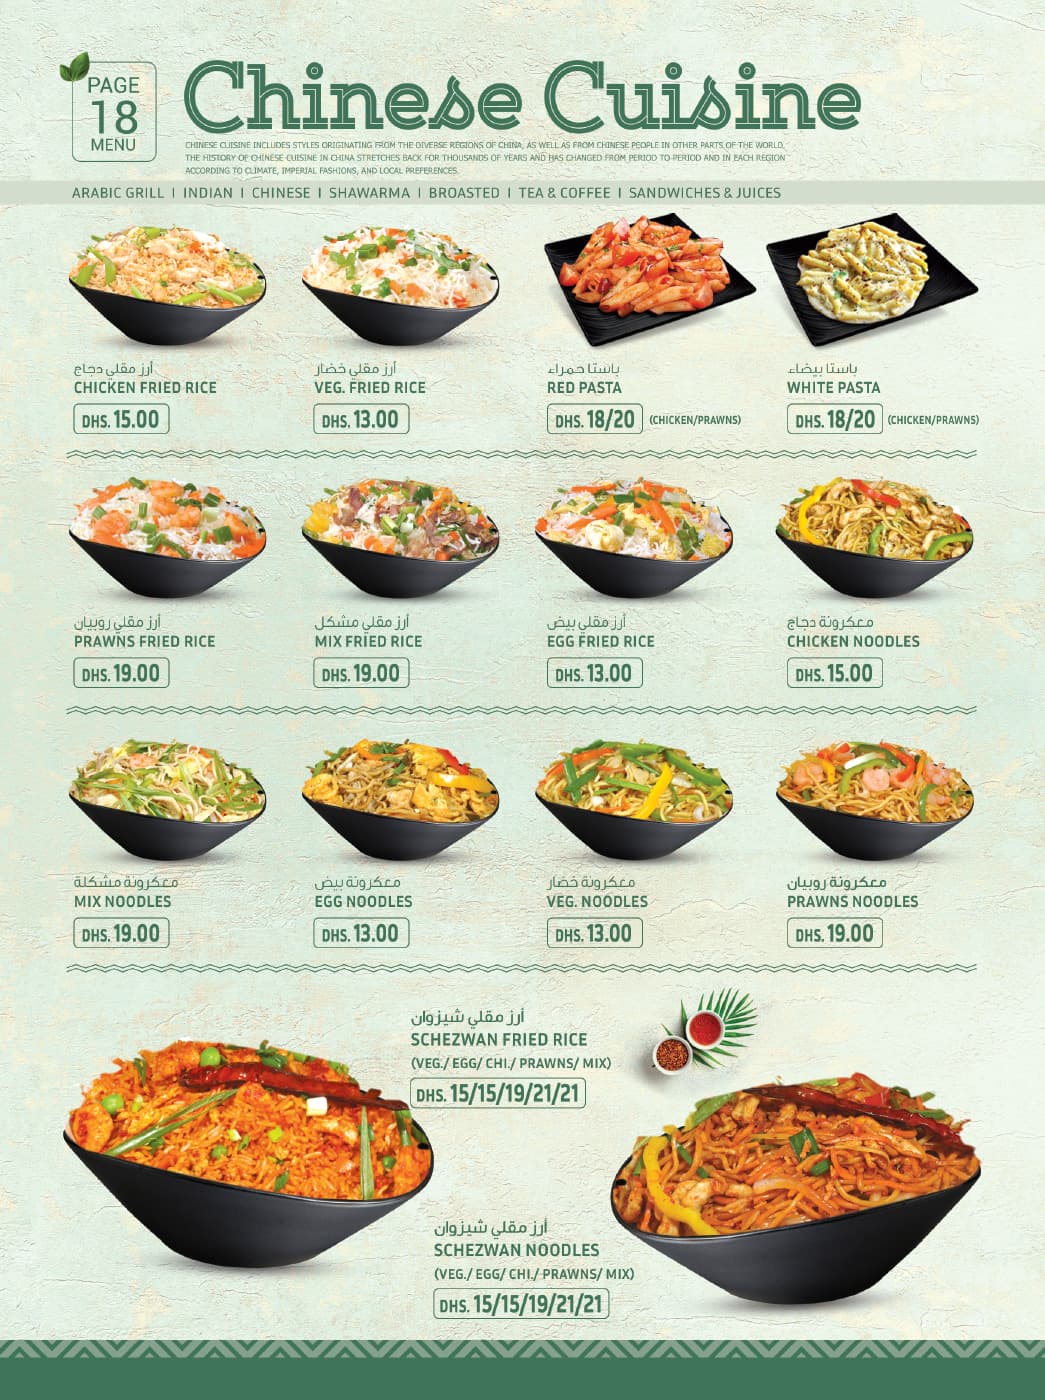 PAGE
18
MENU
Chinese Cuisine
CHINESE CUISINE INCLUDES STYLES ORIGINATING FROM THE DIVERSE REGIONS OF CHINA, AS WELL AS FROM CHINESE PEOPLE IN OTHER PARTS OF THE WORLD.
THE HISTORY OF CHINESE CUISINE IN CHINA STRETCHES BACK FOR THOUSANDS OF YEARS AND HAS CHANGED FROM PERIOD TO PERIOD AND IN EACH REGION
ACCORDING TO CLIMATE, IMPERIAL FASHIONS, AND LOCAL PREFERENCES.
ARABIC GRILL I INDIAN I CHINESE I SHAWARMA I BROASTED I TEA & COFFEE I SANDWICHES & JUICES
أرز مقلي دجاج
CHICKEN FRIED RICE
DHS. 15.00
أرز مقلي خضار
VEG. FRIED RICE
DHS. 13.00
باستا حمراء
RED PASTA
DHS. 18/20 (CHICKEN/PRAWNS)
باستا بيضاء
WHITE PASTA
DHS. 18/20 (CHICKEN/PRAWNS)
أرز مقلي روبيان
PRAWNS FRIED RICE
DHS. 19.00
أرز مقلي مشكل
MIX FRIED RICE
DHS. 19.00
أرز مقلي بيض
EGG FRIED RICE
DHS. 13.00
معكرونة دجاج
CHICKEN NOODLES
DHS. 15.00
معكرونة مشكلة
MIX NOODLES
DHS. 19.00
معكرونة بيض
EGG NOODLES
DHS. 13.00
معكرونة خضار
VEG. NOODLES
DHS. 13.00
معكرونة روبيان
PRAWNS NOODLES
DHS. 19.00
أرز مقلي شيزوان
SCHEZWAN FRIED RICE
(VEG./ EGG/ CHI./ PRAWNS/ MIX)
DHS. 15/15/19/21/21
أرز مقلي شيزوان
SCHEZWAN NOODLES
(VEG./ EGG/ CHI./ PRAWNS/ MIX)
DHS. 15/15/19/21/21